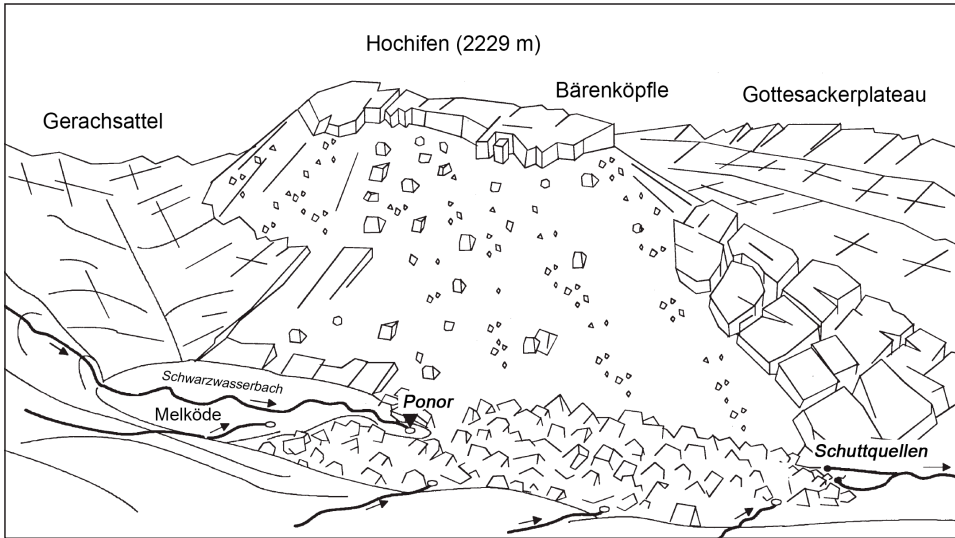 Hochifen (2229 m)
Bärenköpfle
Gottesackerplateau
Gerachsattel
Schwarzwasserbach
Ponor
Melköde
Schuttquellen